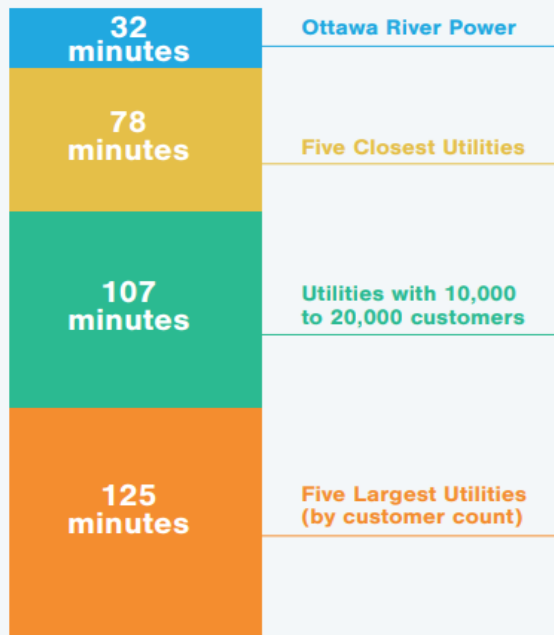 32
minutes
Ottawa River Power
78
minutes
Five Closest Utilities
107
minutes
Utilities with 10,000
to 20,000 customers
125
minutes
Five Largest Utilities
(by customer count)